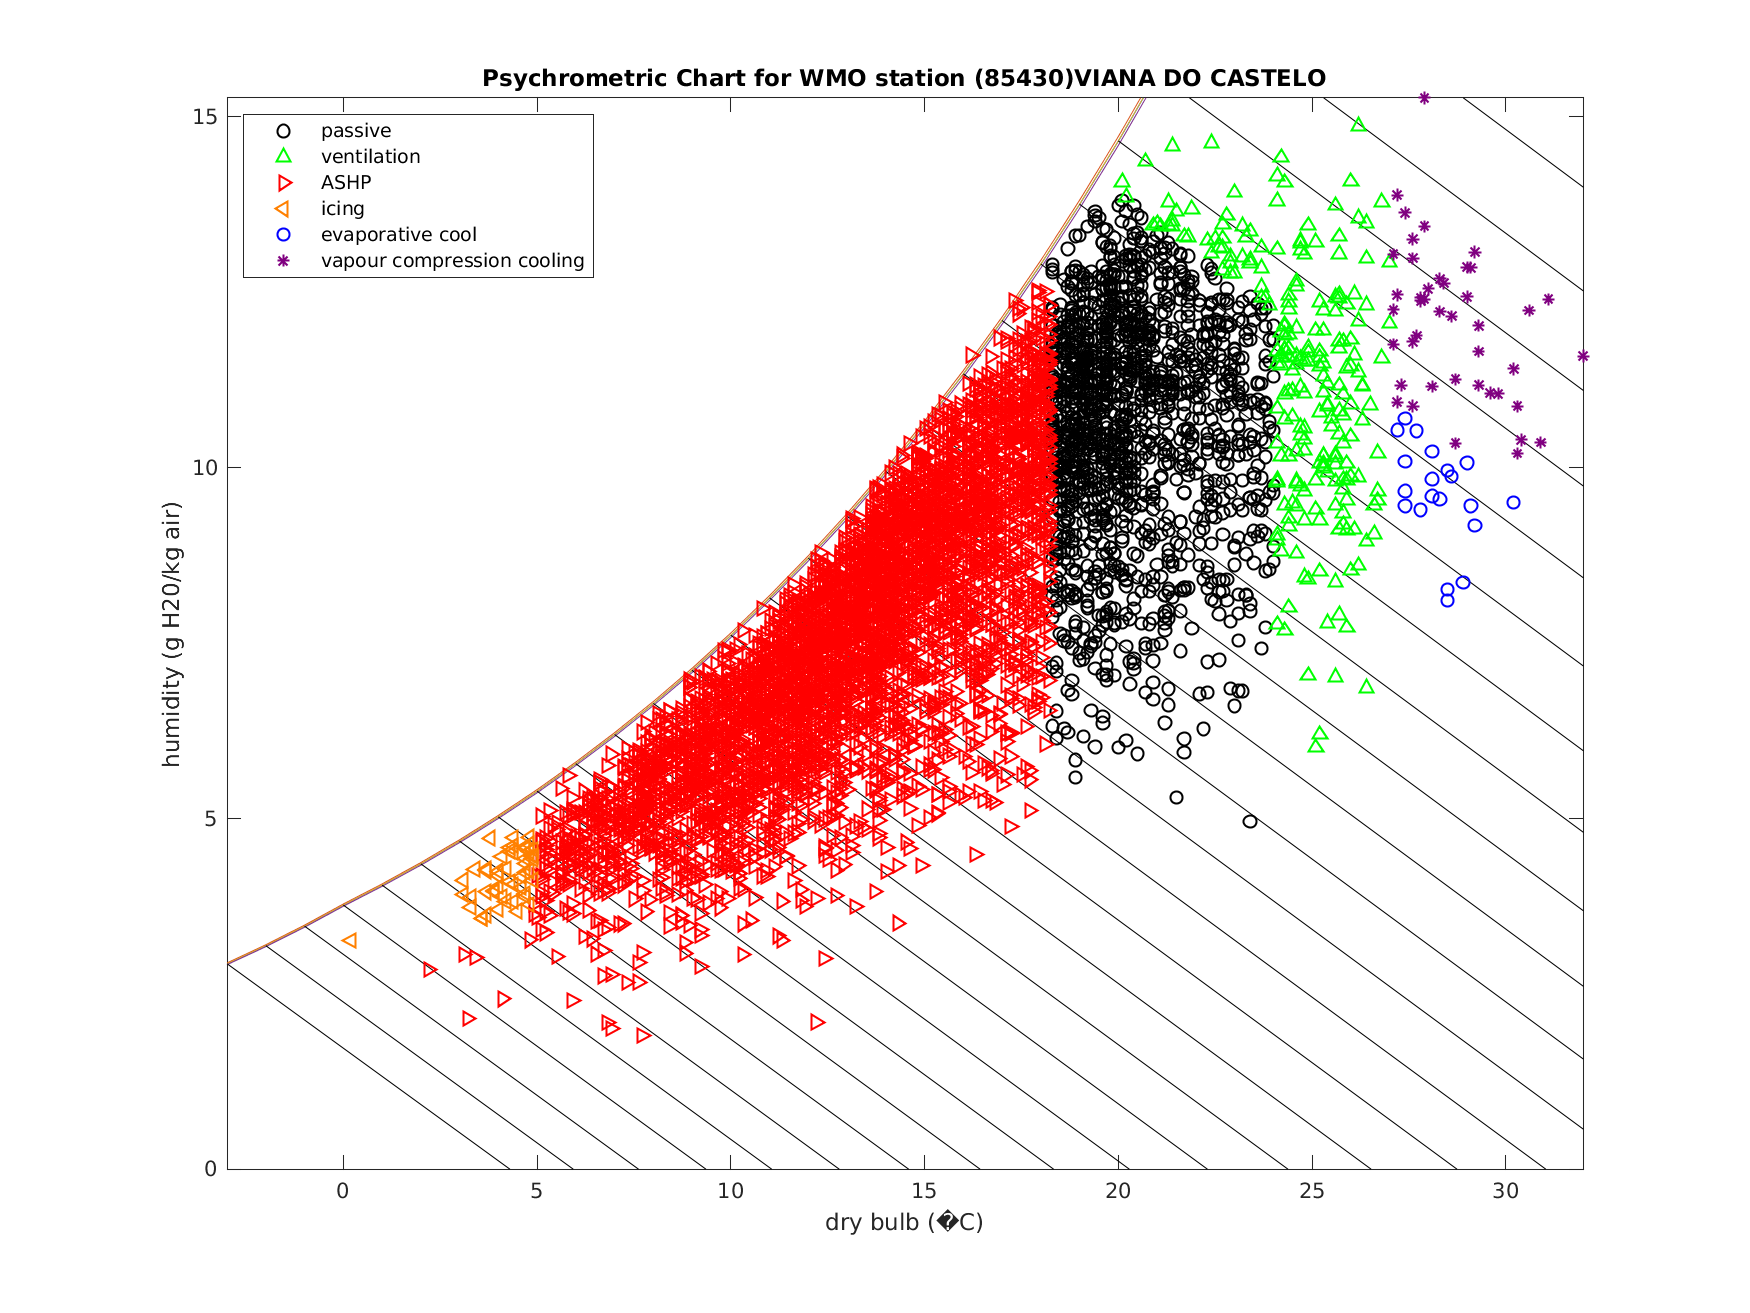 Psychrometric Chart for WMO station (85430)VIANA DO CASTELO
passive
ventilation
ASHP
icing
evaporative cool
vapour compression cooling
humidity (g H20/kg air)
15
10
5
0
0 5 10 15 20 25 30
dry bulb (�C)